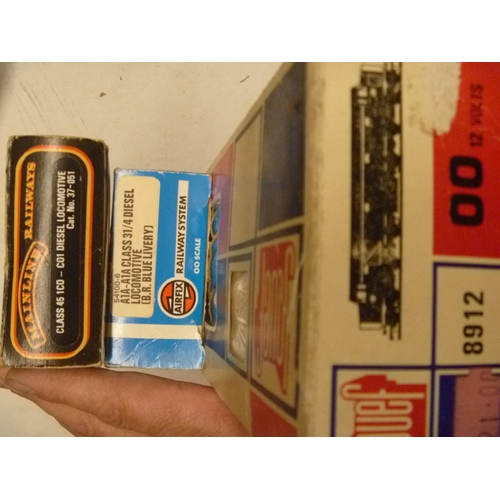 MAINLINE
RAILWAYS
CLASS 45 1CO - CO1 DIESEL LOCOMOTIVE
Cat. No. 37-051
54100-6
A1A-A1A CLASS 31/4 DIESEL
LOCOMOTIVE
(B.R. BLUE LIVERY)
AIRFIX
RAILWAY SYSTEM
OO SCALE
OO 12 VOLTS
8912